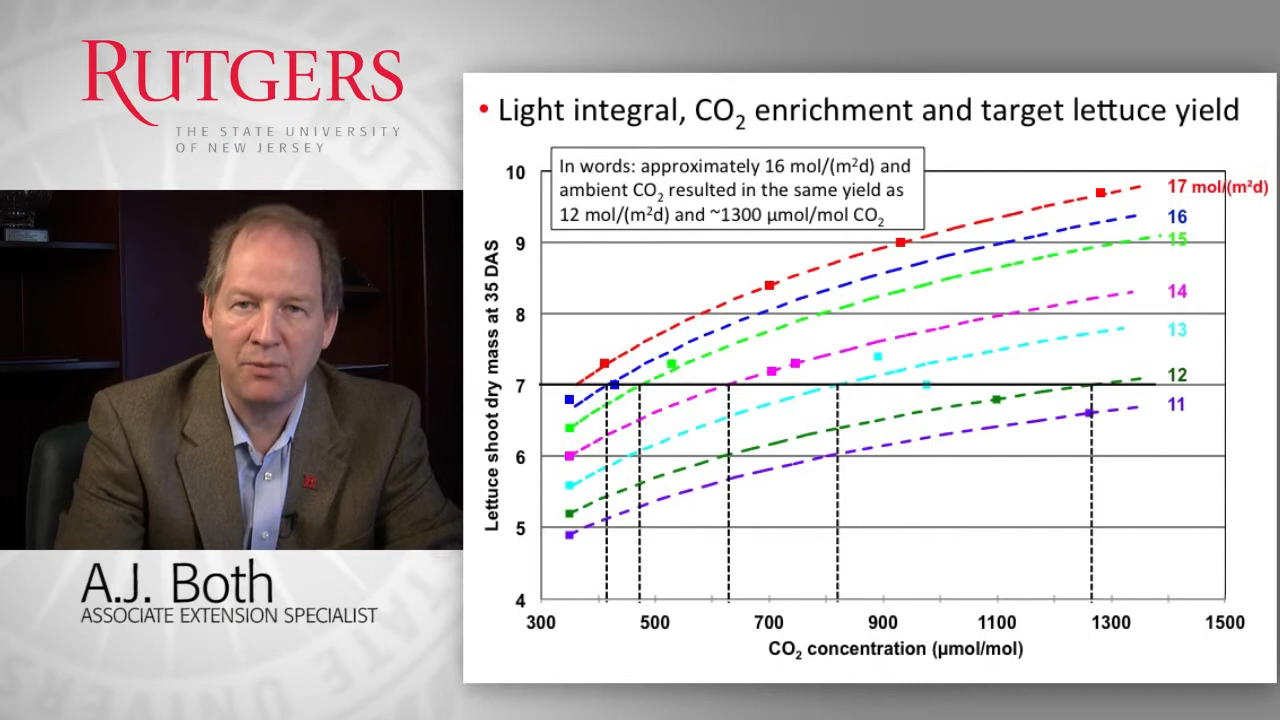 RUTGERS
THE STATE UNIVERSITY
OF NEW JERSEY
A.J. Both
ASSOCIATE EXTENSION SPECIALIST
• Light integral, CO₂ enrichment and target lettuce yield
In words: approximately 16 mol/(m²d) and
ambient CO₂ resulted in the same yield as
12 mol/(m²d) and ~1300 µmol/mol CO₂
Lettuce shoot dry mass at 35 DAS
10
9
8
7
6
5
4
17 mol/(m²d)
16
15
14
13
12
11
300 500 700 900 1100 1300 1500
CO₂ concentration (µmol/mol)